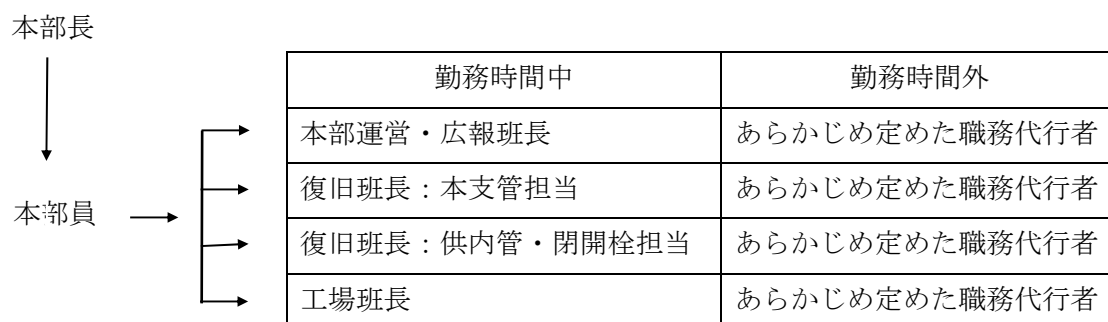 本部長
勤務時間中 勤務時間外
本部運営・広報班長 あらかじめ定めた職務代行者
復旧班長：本支管担当 あらかじめ定めた職務代行者
本部員
復旧班長：供内管・閉開栓担当 あらかじめ定めた職務代行者
工場班長 あらかじめ定めた職務代行者